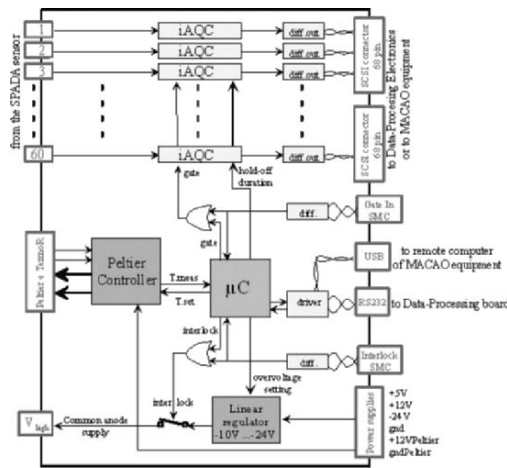 from the SPADA sensor
1
iAQC
diff.out
2
iAQC
diff.out
3
iAQC
diff.out
SCSI connector
68 pin
60
iAQC
diff.out
SCSI connector
68 pin
to Data-Processing Electronics
or to MACAO equipment
gate
hold-off
duration
diff.
Gate In
SMC
gate
Peltier e TermoR
Peltier
Controller
T.meas
T.set
μC
driver
USB
to remote computer
of MACAO equipment
RS232
to Data-Processing board
interlock
diff.
Interlock
SMC
overvoltage
setting
V high
Common anode
supply
interlock
Linear
regulator
-10V ...-24V
Power supplies
+5V
+12V
-24V
gnd
+12VPeltier
gndPeltier